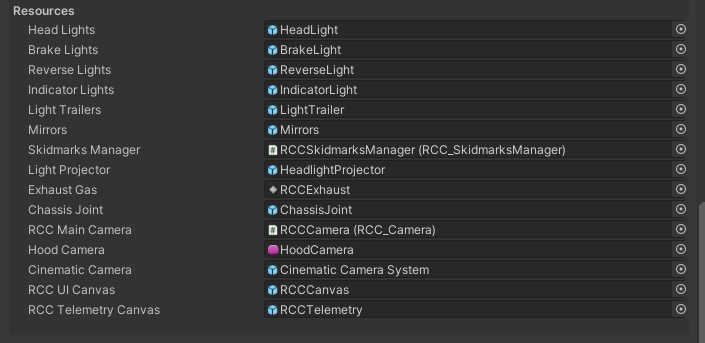 Resources
Head Lights HeadLight
Brake Lights BrakeLight
Reverse Lights ReverseLight
Indicator Lights IndicatorLight
Light Trailers LightTrailer
Mirrors Mirrors
Skidmarks Manager RCCSkidmarksManager (RCC_SkidmarksManager)
Light Projector HeadlightProjector
Exhaust Gas RCCExhaust
Chassis Joint ChassisJoint
RCC Main Camera RCCCamera (RCC_Camera)
Hood Camera HoodCamera
Cinematic Camera Cinematic Camera System
RCC UI Canvas RCCCanvas
RCC Telemetry Canvas RCCTelemetry